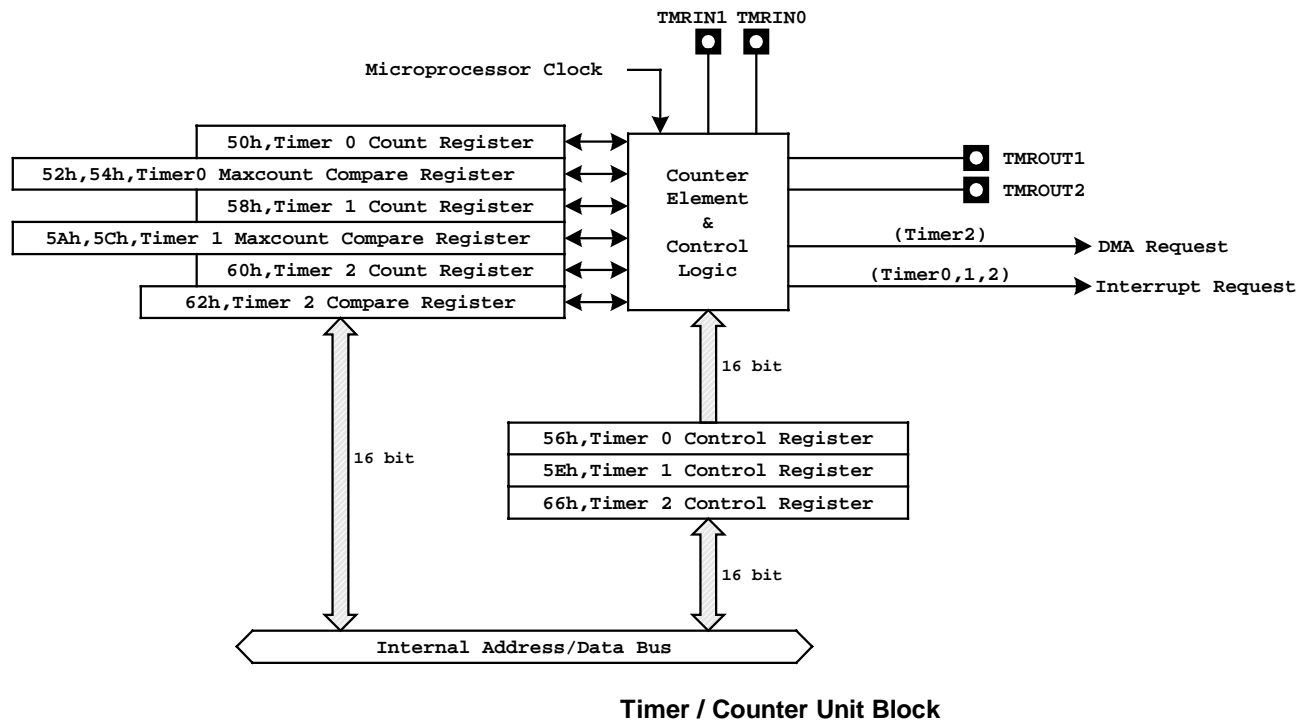 TMRIN1 TMRIN0
Microprocessor Clock
50h,Timer 0 Count Register
52h,54h,Timer0 Maxcount Compare Register
58h,Timer 1 Count Register
5Ah,5Ch,Timer 1 Maxcount Compare Register
60h,Timer 2 Count Register
62h,Timer 2 Compare Register
Counter
Element
&
Control
Logic
TMROUT1
TMROUT2
(Timer2)
DMA Request
(Timer0,1,2)
Interrupt Request
16 bit
56h,Timer 0 Control Register
5Eh,Timer 1 Control Register
66h,Timer 2 Control Register
16 bit
16 bit
Internal Address/Data Bus
Timer / Counter Unit Block